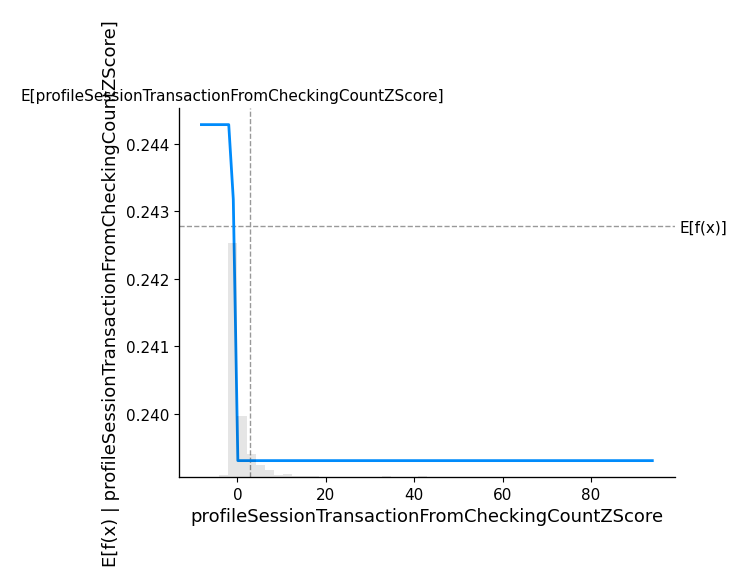 E[profileSessionTransactionFromCheckingCountZScore]
E[f(x) | profileSessionTransactionFromCheckingCountZScore]
0.244
0.243
0.242
0.241
0.240
E[f(x)]
0
20
40
60
80
profileSessionTransactionFromCheckingCountZScore